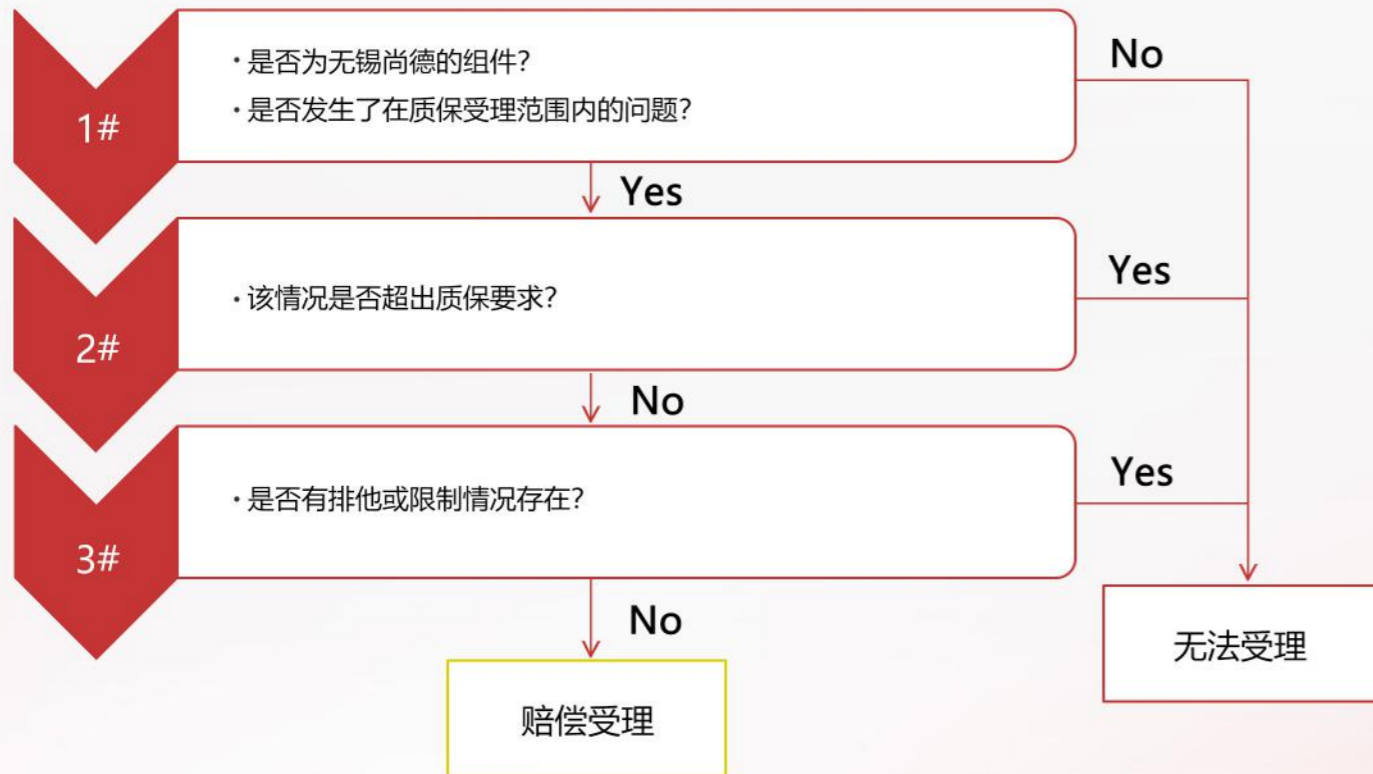 1#
· 是否为无锡尚德的组件?
· 是否发生了在质保受理范围内的问题?
No
Yes
2#
· 该情况是否超出质保要求?
Yes
No
3#
· 是否有排他或限制情况存在?
Yes
No
赔偿受理
无法受理